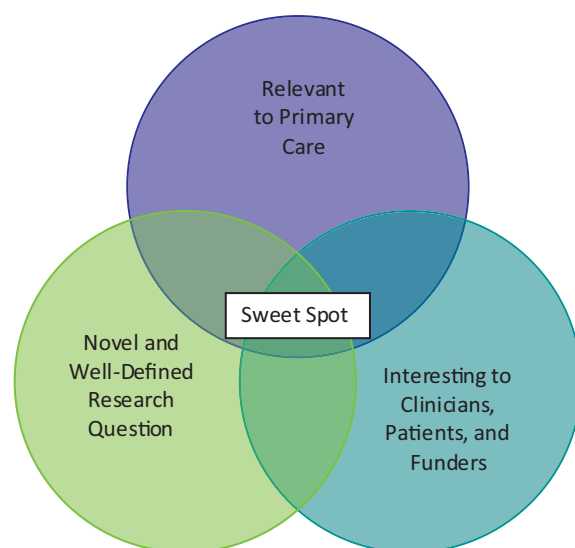 Relevant
to Primary
Care
Sweet Spot
Novel and
Well-Defined
Research
Question
Interesting to
Clinicians,
Patients, and
Funders